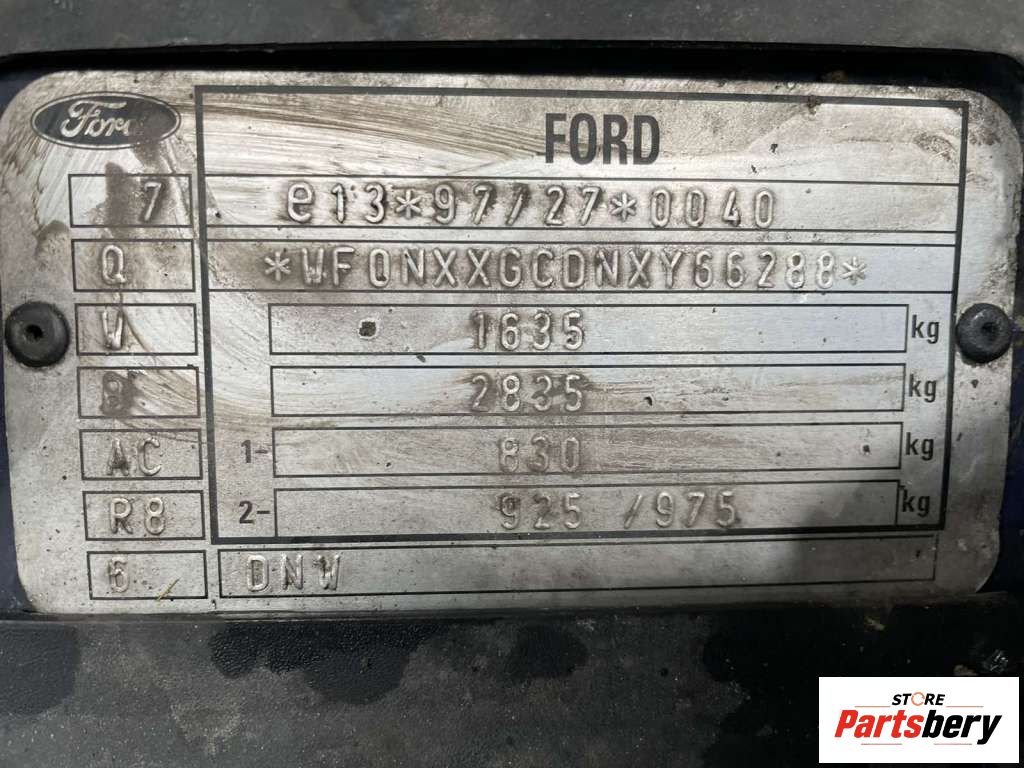 Ford
FORD
7 e13*97/27*0040
Q *WF0NXXGCDNXY66288*
W 1635 kg
B 2835 kg
AC 1- 830 kg
R8 2- 925 /975 kg
6 DNW
STORE
Partsbery